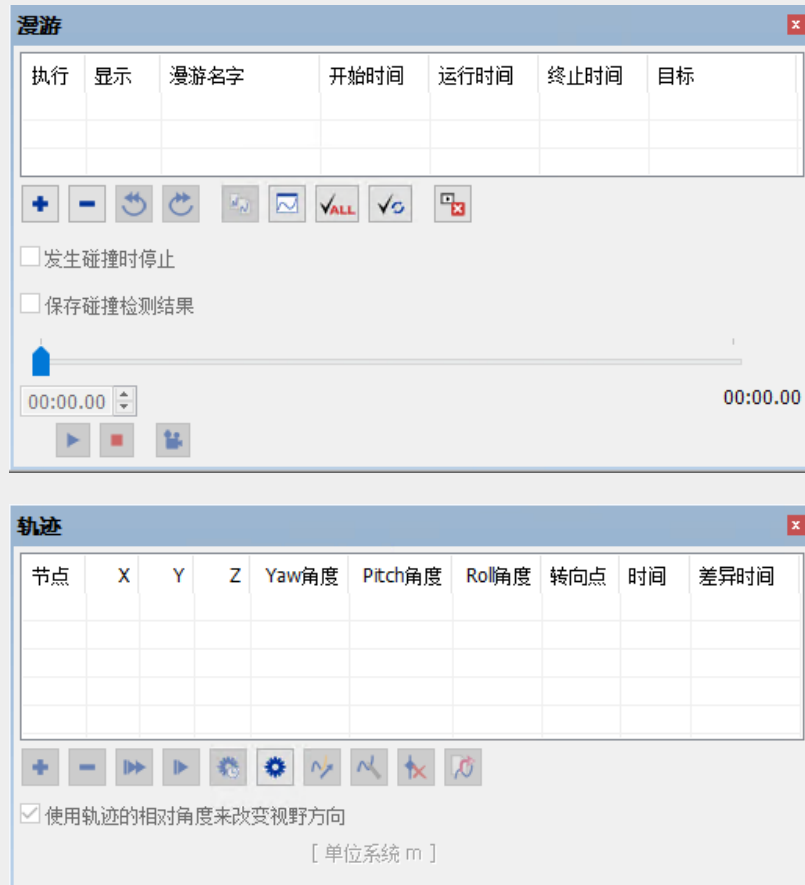 漫游
执行 显示 漫游名字 开始时间 运行时间 终止时间 目标
ALL
发生碰撞时停止
保存碰撞检测结果
00:00.00 00:00.00
轨迹
节点 X Y Z Yaw角度 Pitch角度 Roll角度 转向点 时间 差异时间
使用轨迹的相对角度来改变视野方向
[ 单位系统 m ]